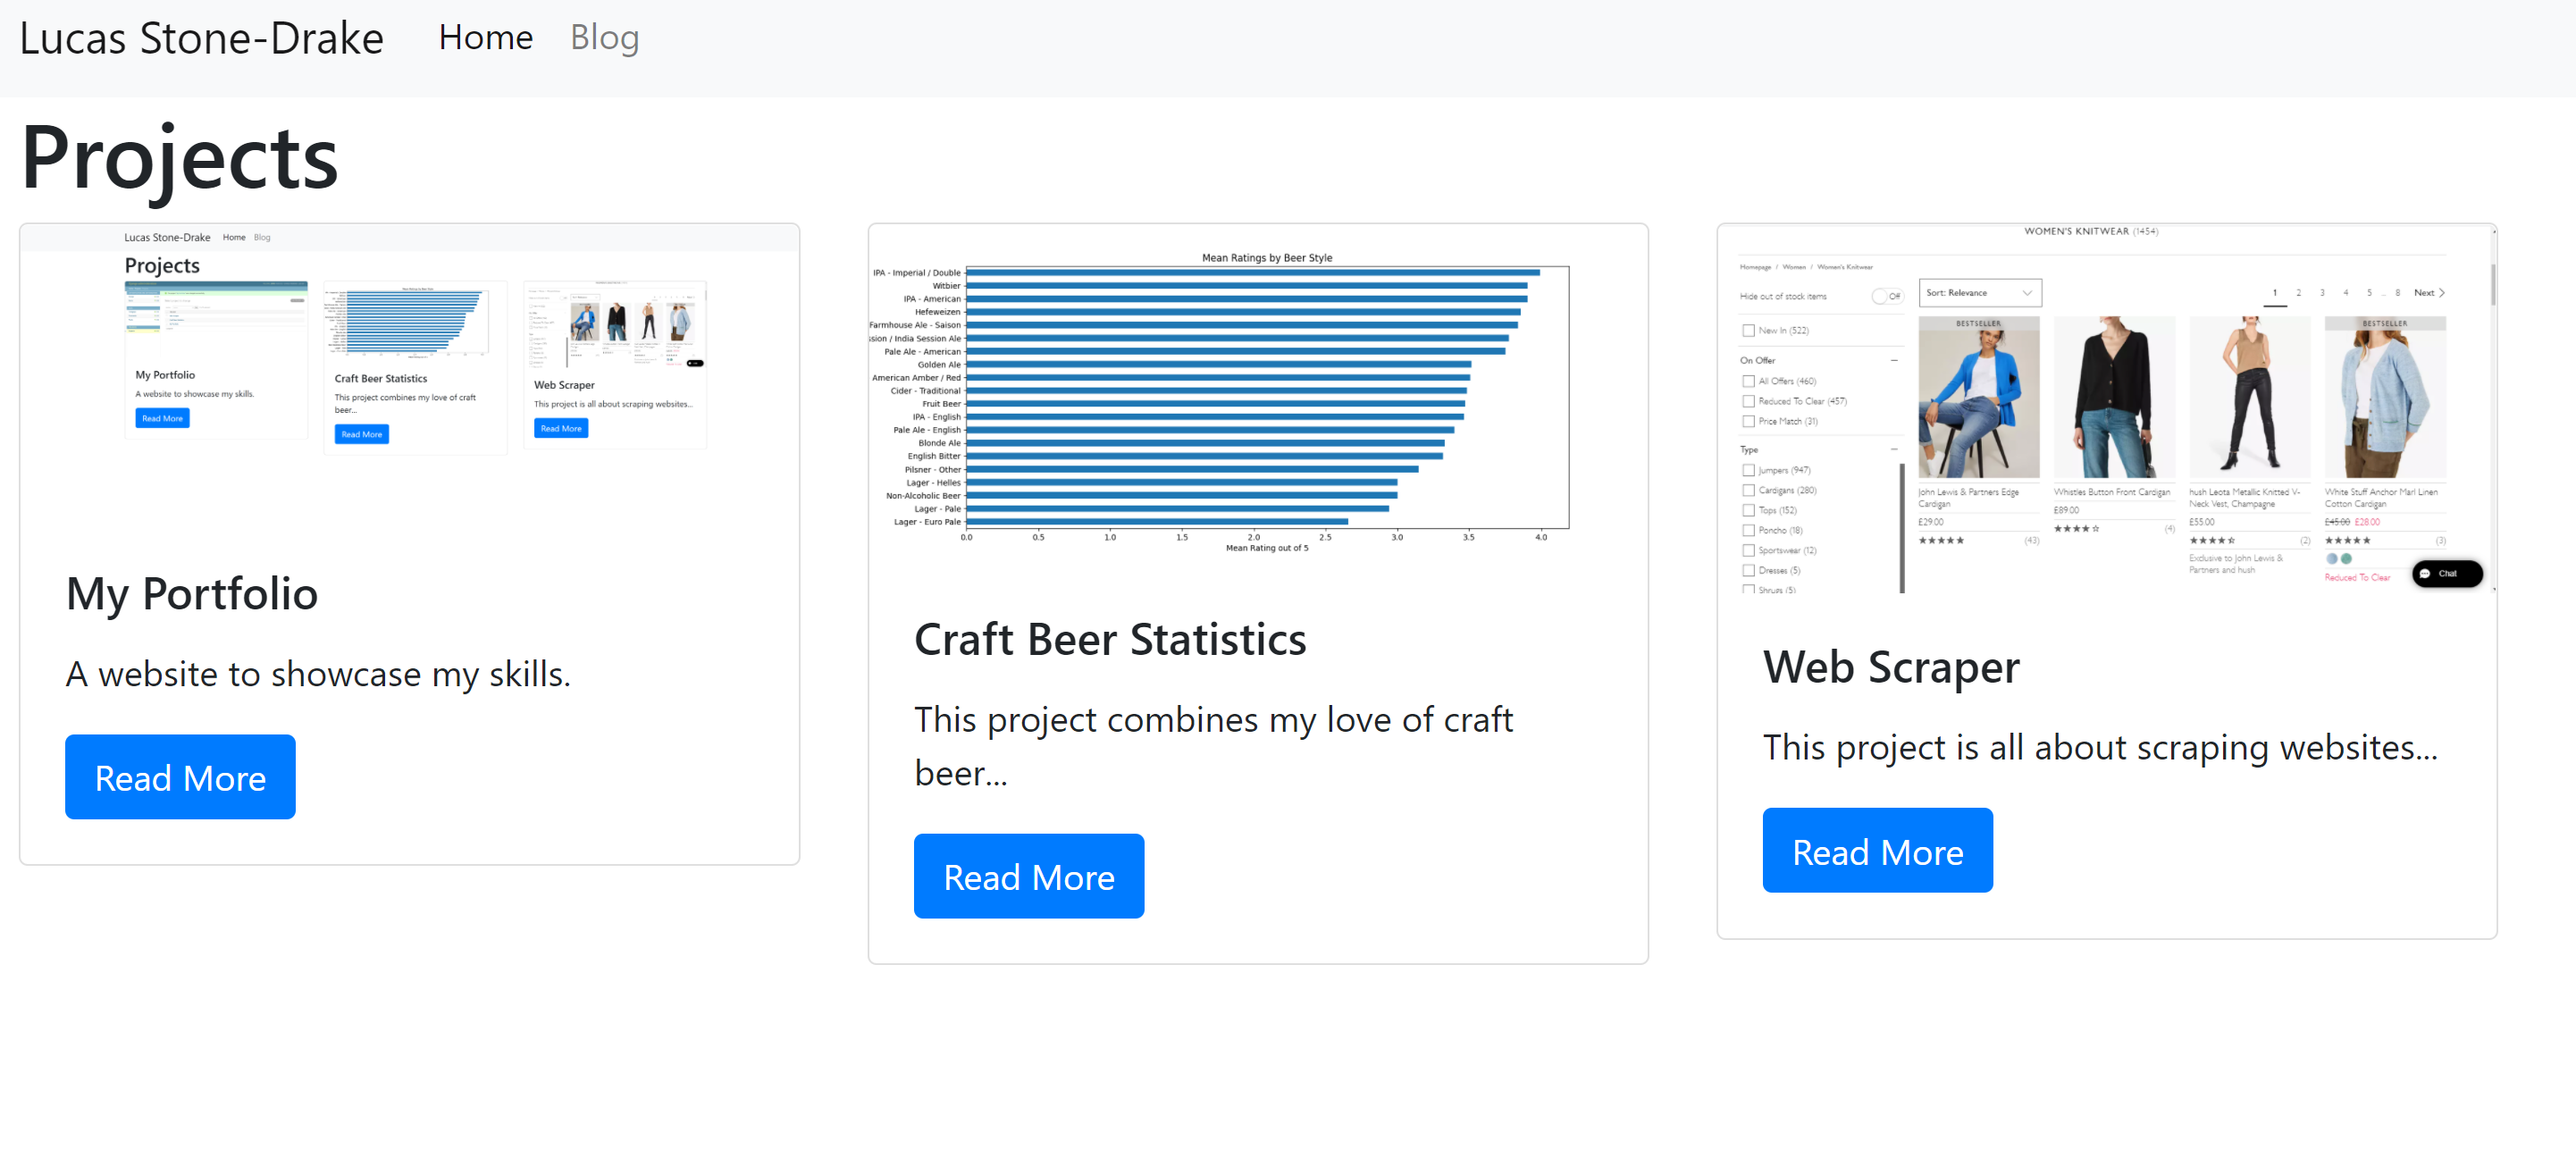 Lucas Stone-Drake Home Blog
Projects
Lucas Stone-Drake Home Blog
Projects
My Portfolio
A website to showcase my skills.
Read More
Craft Beer Statistics
This project combines my love of craft
beer...
Read More
Web Scraper
This project is all about scraping websites...
Read More
My Portfolio
A website to showcase my skills.
Read More
Mean Ratings by Beer Style
IPA - Imperial / Double
Witbier
IPA - American
Hefeweizen
Farmhouse Ale - Saison
sion / India Session Ale
Pale Ale - American
Golden Ale
American Amber / Red
Cider - Traditional
Fruit Beer
IPA - English
Pale Ale - English
Blonde Ale
English Bitter
Pilsner - Other
Lager - Helles
Non-Alcoholic Beer
Lager - Pale
Lager - Euro Pale
0.0 0.5 1.0 1.5 2.0 2.5 3.0 3.5 4.0
Mean Rating out of 5
Craft Beer Statistics
This project combines my love of craft
beer...
Read More
WOMEN'S KNITWEAR (1454)
Homepage / Women / Women's Knitwear
Hide out of stock items Off
Sort: Relevance
1 2 3 4 5 ... 8 Next
New In (522)
On Offer
All Offers (460)
Reduced To Clear (457)
Price Match (31)
Type
Jumpers (947)
Cardigans (280)
Tops (152)
Poncho (18)
Sportswear (12)
Dresses (5)
Shrugs (5)
BESTSELLER
John Lewis & Partners Edge
Cardigan
£29.00
★★★★★ (43)
Whistles Button Front Cardigan
£89.00
★★★★☆ (4)
hush Leota Metallic Knitted V-
Neck Vest, Champagne
£55.00
(2)
Exclusive to John Lewis &
Partners and hush
BESTSELLER
White Stuff Anchor Marl Linen
Cotton Cardigan
£45.00 £28.00
★★★★★ (3)
Reduced To Clear
Chat
Web Scraper
This project is all about scraping websites...
Read More